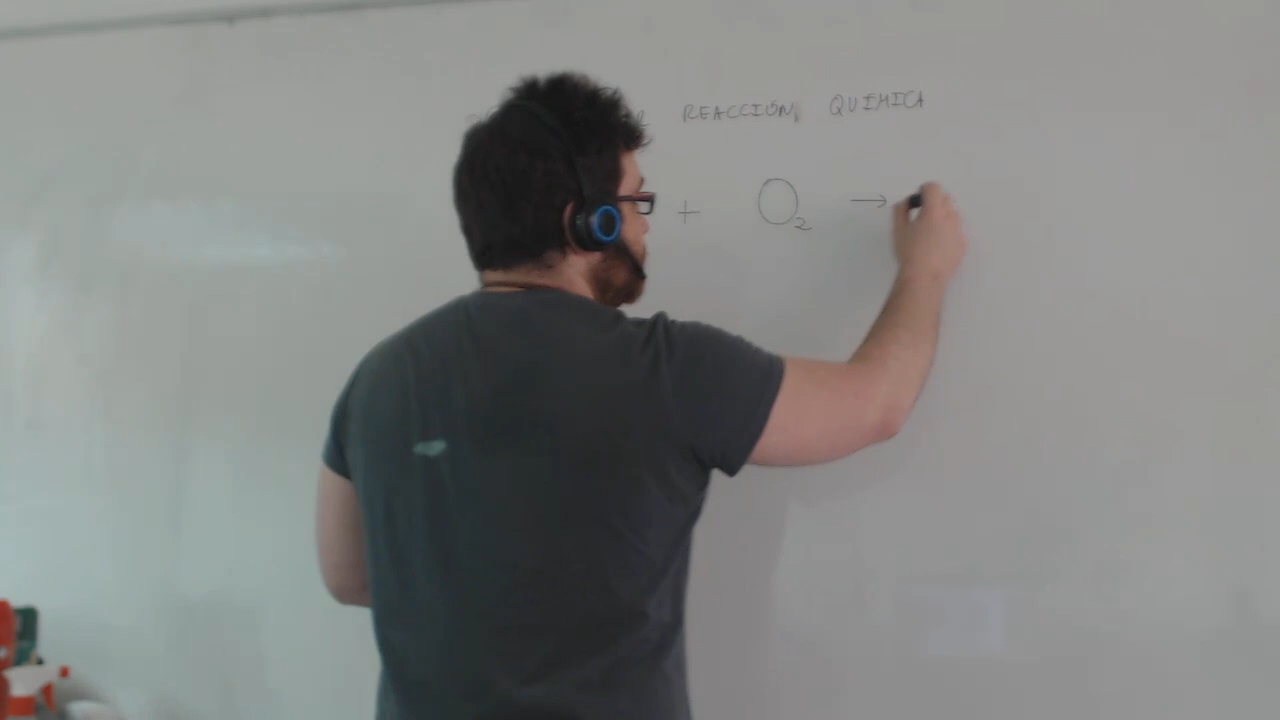 REACCIÓN QUÍMICA
+ O₂ →